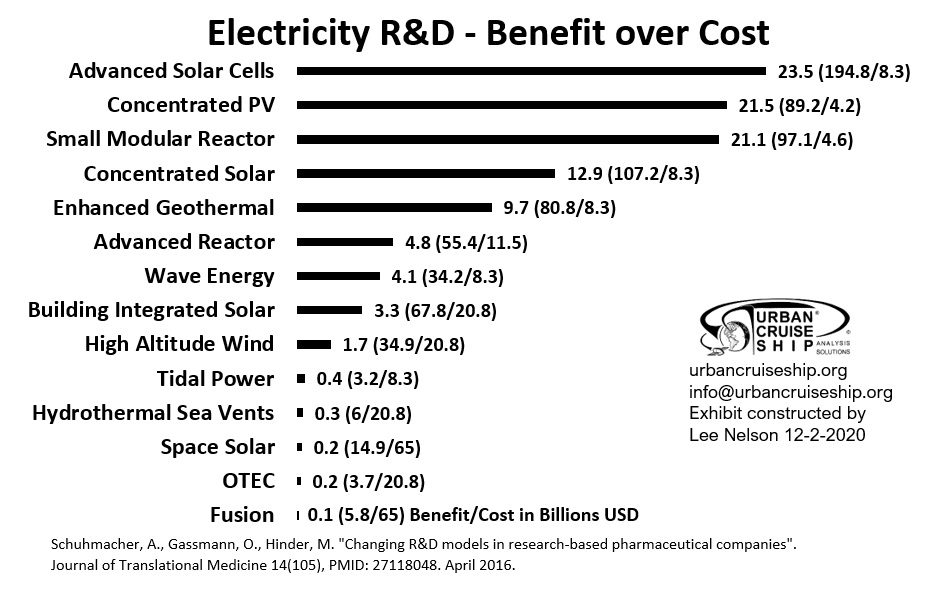 Electricity R&D - Benefit over Cost
Advanced Solar Cells 23.5 (194.8/8.3)
Concentrated PV 21.5 (89.2/4.2)
Small Modular Reactor 21.1 (97.1/4.6)
Concentrated Solar 12.9 (107.2/8.3)
Enhanced Geothermal 9.7 (80.8/8.3)
Advanced Reactor 4.8 (55.4/11.5)
Wave Energy 4.1 (34.2/8.3)
Building Integrated Solar 3.3 (67.8/20.8)
High Altitude Wind 1.7 (34.9/20.8)
Tidal Power 0.4 (3.2/8.3)
Hydrothermal Sea Vents 0.3 (6/20.8)
Space Solar 0.2 (14.9/65)
OTEC 0.2 (3.7/20.8)
Fusion 0.1 (5.8/65) Benefit/Cost in Billions USD
URBAN®
CRUISE
SHIP ANALYSIS
SOLUTIONS
©
urbancruiseship.org
info@urbancruiseship.org
Exhibit constructed by
Lee Nelson 12-2-2020
Schuhmacher, A., Gassmann, O., Hinder, M. "Changing R&D models in research-based pharmaceutical companies".
Journal of Translational Medicine 14(105), PMID: 27118048. April 2016.